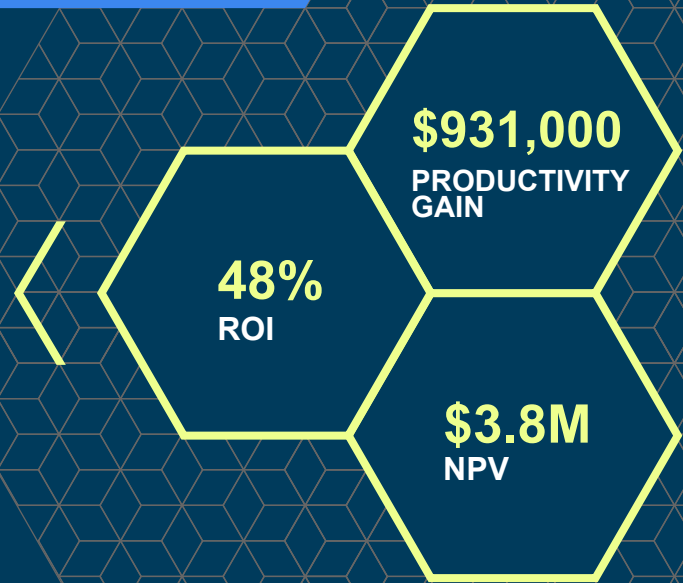 $931,000
PRODUCTIVITY
GAIN
48%
ROI
$3.8M
NPV